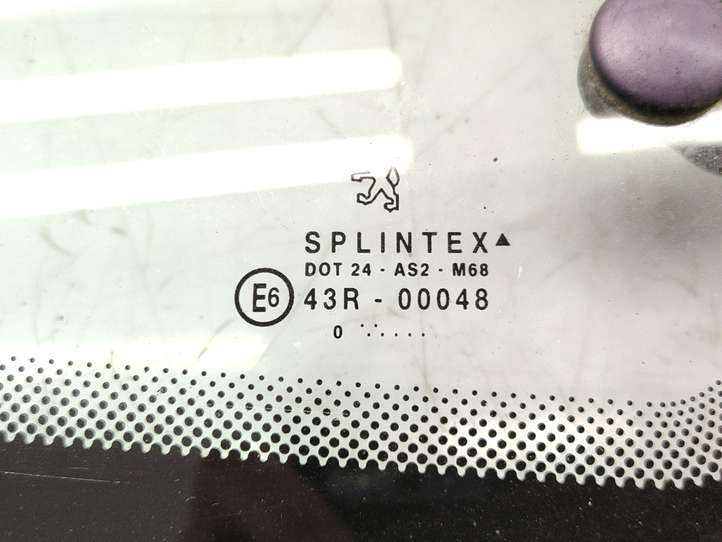 SPLINTEX▲
DOT 24 - AS2 - M68
E6 43R - 00048
0 .......